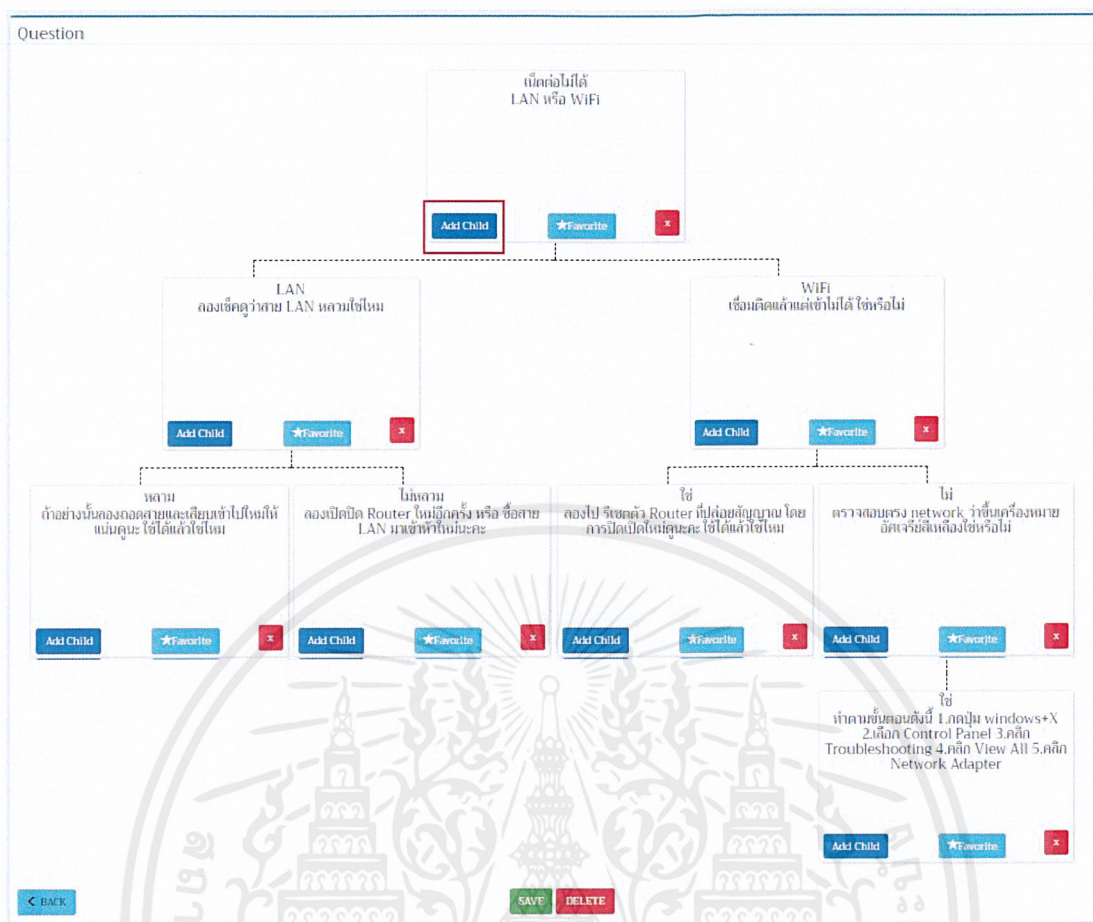 Question
เน็ตต่อไม่ได้
LAN หรือ WiFi
Add Child
★Favorite
x
LAN
ลองเช็คดูว่าสาย LAN หลวมใช่ไหม
Add Child
★Favorite
x
WiFi
เชื่อมติดแล้วแต่เข้าไม่ได้ ใช่หรือไม่
Add Child
★Favorite
x
หลวม
ถ้าอย่างนั้นลองถอดสายและเสียบเข้าไปใหม่ให้
แน่นดูนะ ใช้ได้แล้วใช่ไหม
Add Child
★Favorite
x
ไม่หลวม
ลองเปิดปิด Router ใหม่อีกครั้ง หรือ ซื้อสาย
LAN มาเข้าหัวใหม่นะคะ
Add Child
★Favorite
x
ใช่
ลองไป รีเซตตัว Router ที่ปล่อยสัญญาณ โดย
การปิดเปิดใหม่ดูนะคะ ใช้ได้แล้วใช่ไหม
Add Child
★Favorite
x
ไม่
ตรวจสอบตรง network ว่าขึ้นเครื่องหมาย
อัศเจรีย์สีเหลืองใช่หรือไม่
Add Child
★Favorite
x
ใช่
ทำตามขั้นตอนดังนี้ 1.กดปุ่ม windows+X
2.เลือก Control Panel 3.คลิก
Troubleshooting 4.คลิก View All 5.คลิก
Network Adapter
Add Child
★Favorite
x
< BACK
SAVE
DELETE